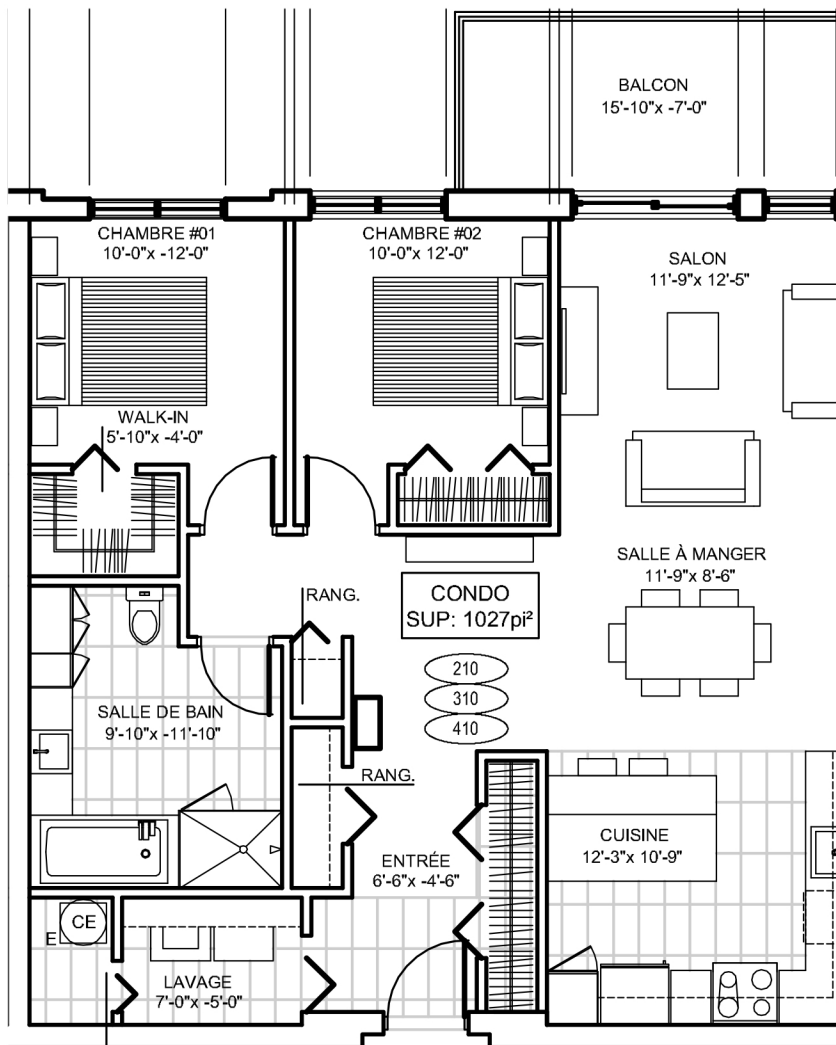 BALCON
15'-10"x -7'-0"
CHAMBRE #01
10'-0"x -12'-0"
CHAMBRE #02
10'-0"x 12'-0"
SALON
11'-9"x 12'-5"
WALK-IN
5'-10"x -4'-0"
SALLE À MANGER
11'-9"x 8'-6"
RANG.
CONDO
SUP: 1027pi²
210
310
410
SALLE DE BAIN
9'-10"x -11'-10"
RANG.
CUISINE
12'-3"x 10'-9"
ENTRÉE
6'-6"x -4'-6"
CE
E
LAVAGE
7'-0"x -5'-0"